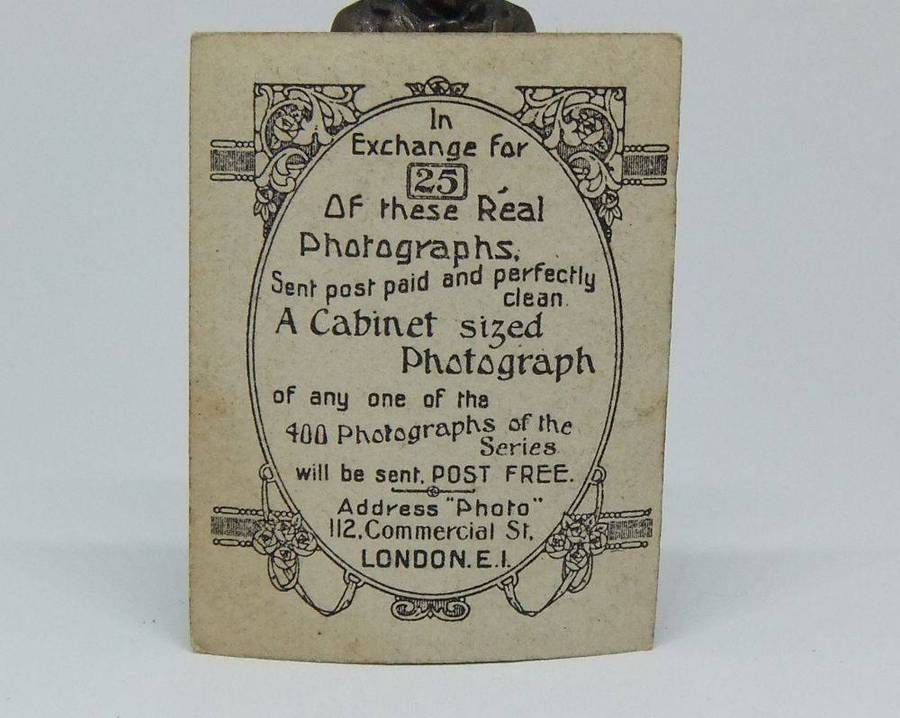 In
Exchange for
25
Of these Real
Photographs,
Sent post paid and perfectly
clean.
A Cabinet sized
Photograph
of any one of the
400 Photographs of the
Series
will be sent, POST FREE.
Address "Photo"
112, Commercial St,
LONDON. E.1.